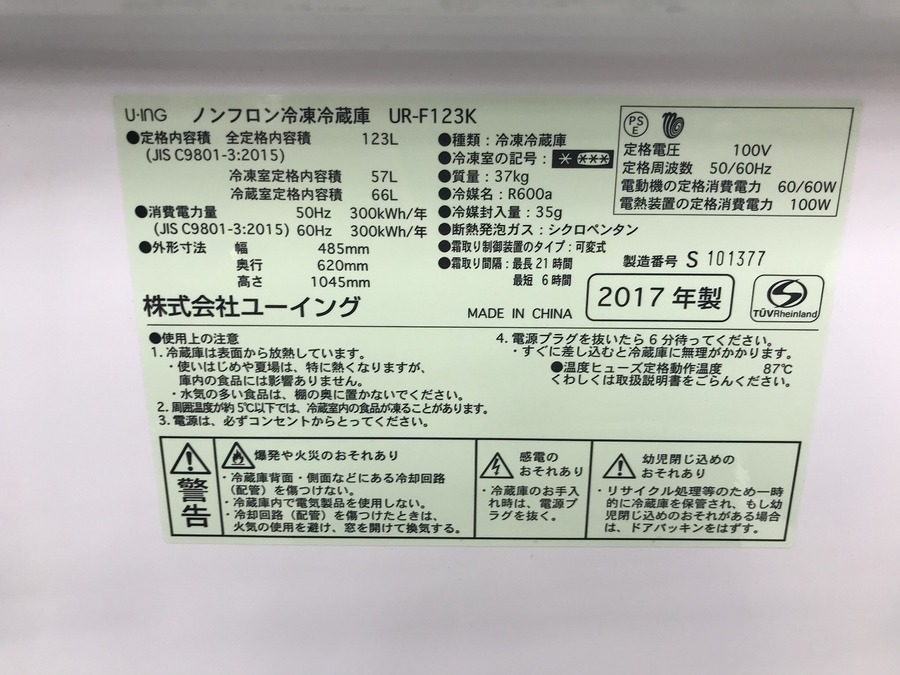 U-ING ノンフロン冷凍冷蔵庫 UR-F123K
●定格内容積 全定格内容積 123L
(JIS C9801-3:2015)
冷凍室定格内容積 57L
冷蔵室定格内容積 66L
●消費電力量 50Hz 300kWh/年
(JIS C9801-3:2015) 60Hz 300kWh/年
●外形寸法 幅 485mm
奥行 620mm
高さ 1045mm
株式会社ユーイング
●種類：冷凍冷蔵庫
●冷凍室の記号：
●質量：37kg
●冷媒名：R600a
●冷媒封入量：35g
●断熱発泡ガス：シクロペンタン
●霜取り制御装置のタイプ：可変式
●霜取り間隔：最長 21 時間
最短 6 時間
PS
E
定格電圧 100V
定格周波数 50/60Hz
電動機の定格消費電力 60/60W
電熱装置の定格消費電力 100W
製造番号 S 101377
MADE IN CHINA
2017 年製
TÜVRheinland
●使用上の注意
1. 冷蔵庫は表面から放熱しています。
・使いはじめや夏場は、特に熱くなりますが、
庫内の食品には影響ありません。
・水気の多い食品は、棚の奥に置かないでください。
2. 周囲温度が約 5℃以下では、冷蔵室内の食品が凍ることがあります。
3. 電源は、必ずコンセントからとってください。
4. 電源プラグを抜いたら 6 分待ってください。
・すぐに差し込むと冷蔵庫に無理がかかります。
●温度ヒューズ定格動作温度 87℃
くわしくは取扱説明書をごらんください。
警告
爆発や火災のおそれあり
・冷蔵庫背面・側面などにある冷却回路
（配管）を傷つけない。
・冷蔵庫内で電気製品を使用しない。
・冷却回路（配管）を傷つけたときは、
火気の使用を避け、窓を開けて換気する。
感電の
おそれあり
・冷蔵庫のお手入
れ時は、電源プ
ラグを抜く。
幼児閉じ込めの
おそれあり
・リサイクル処理等のため一時
的に冷蔵庫を保管され、もし幼
児閉じ込めのおそれがある場合
は、ドアパッキンをはずす。